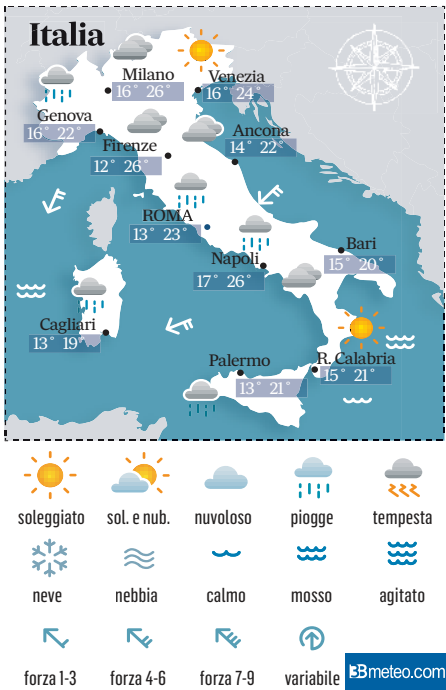 Italia
Milano
16° 26°
Venezia
16° 24°
Genova
16° 22°
Firenze
12° 26°
Ancona
14° 22°
ROMA
13° 23°
Napoli
17° 26°
Bari
15° 20°
Cagliari
13° 19°
Palermo
13° 21°
R. Calabria
15° 21°
soleggiato sol. e nub. nuvoloso piogge tempesta
neve nebbia calmo mosso agitato
forza 1-3 forza 4-6 forza 7-9 variabile
3Bmeteo.com